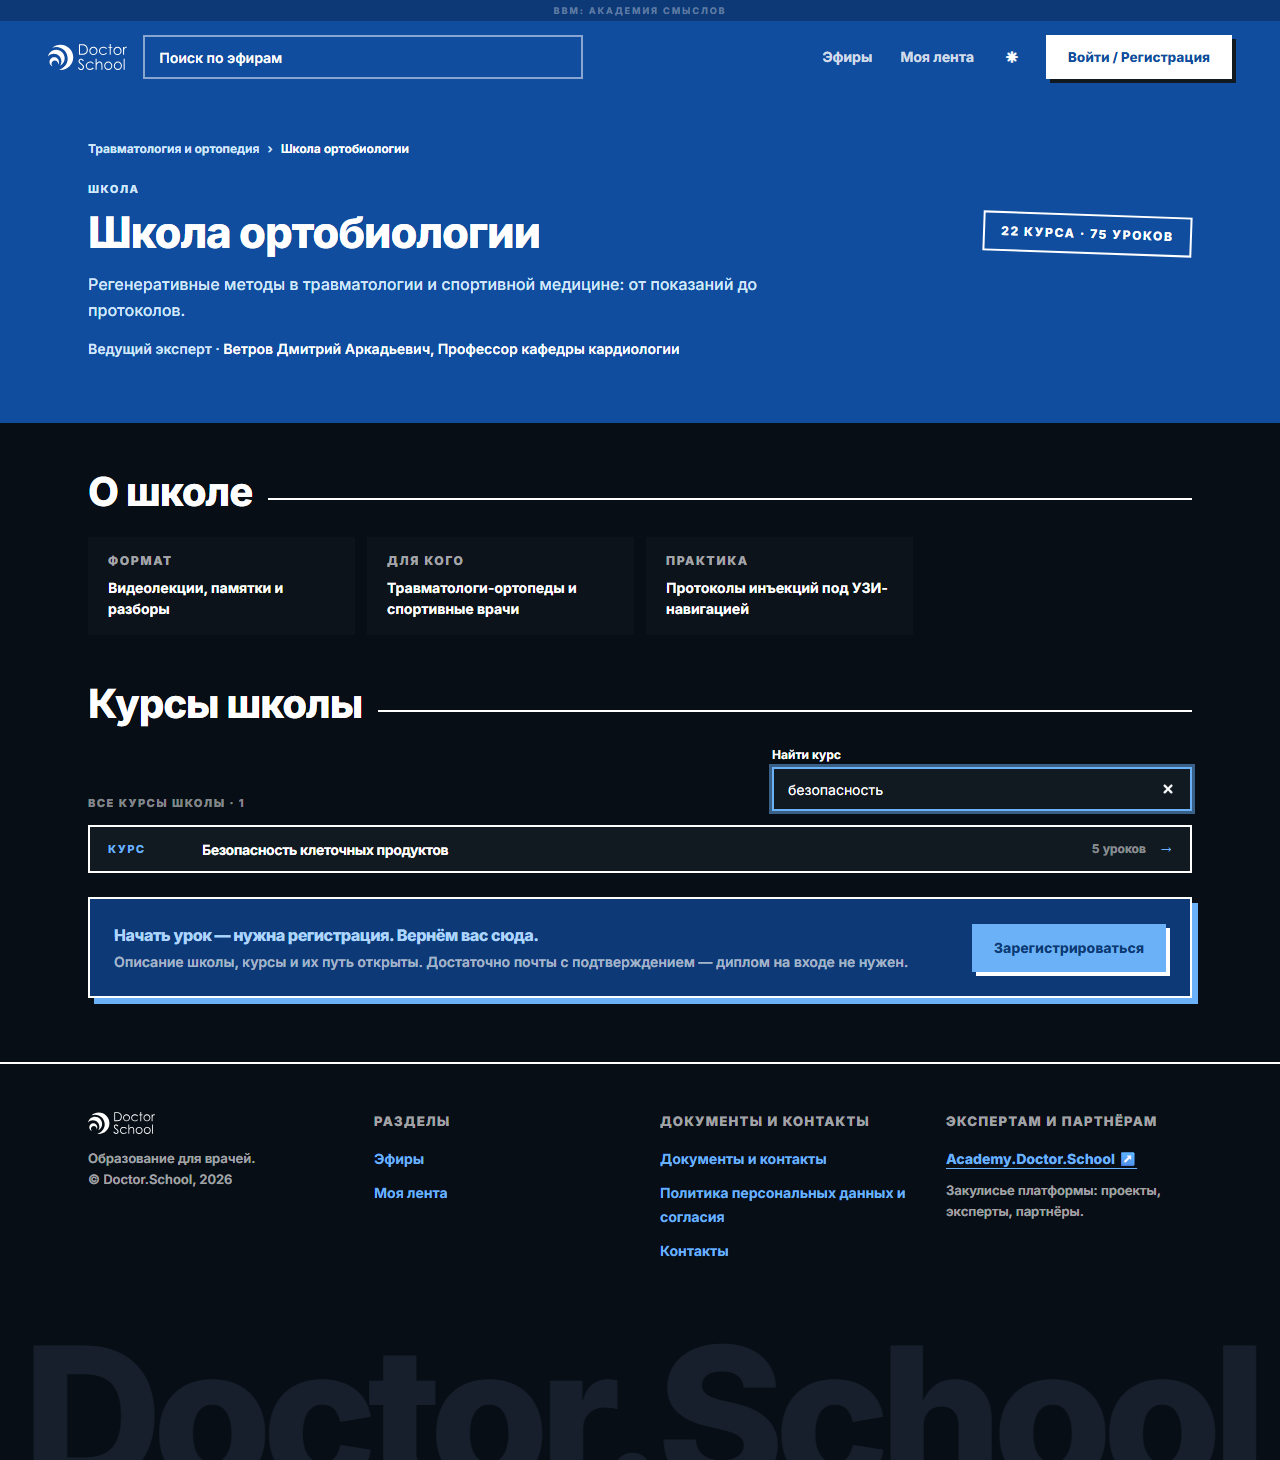 ВВМ: АКАДЕМИЯ СМЫСЛОВ
Doctor
School
Поиск по эфирам
Эфиры
Моя лента
Войти / Регистрация
Травматология и ортопедия › Школа ортобиологии
ШКОЛА
Школа ортобиологии
22 КУРСА · 75 УРОКОВ
Регенеративные методы в травматологии и спортивной медицине: от показаний до
протоколов.
Ведущий эксперт · Ветров Дмитрий Аркадьевич, Профессор кафедры кардиологии
О школе
ФОРМАТ
Видеолекции, памятки и
разборы
ДЛЯ КОГО
Травматологи-ортопеды и
спортивные врачи
ПРАКТИКА
Протоколы инъекций под УЗИ-
навигацией
Курсы школы
Найти курс
безопасность
ВСЕ КУРСЫ ШКОЛЫ · 1
КУРС
Безопасность клеточных продуктов
5 уроков →
Начать урок — нужна регистрация. Вернём вас сюда.
Описание школы, курсы и их путь открыты. Достаточно почты с подтверждением — диплом на входе не нужен.
Зарегистрироваться
Doctor
School
Образование для врачей.
© Doctor.School, 2026
РАЗДЕЛЫ
Эфиры
Моя лента
ДОКУМЕНТЫ И КОНТАКТЫ
Документы и контакты
Политика персональных данных и
согласия
Контакты
ЭКСПЕРТАМ И ПАРТНЁРАМ
Academy.Doctor.School ↗
Закулисье платформы: проекты,
эксперты, партнёры.
Doctor.School